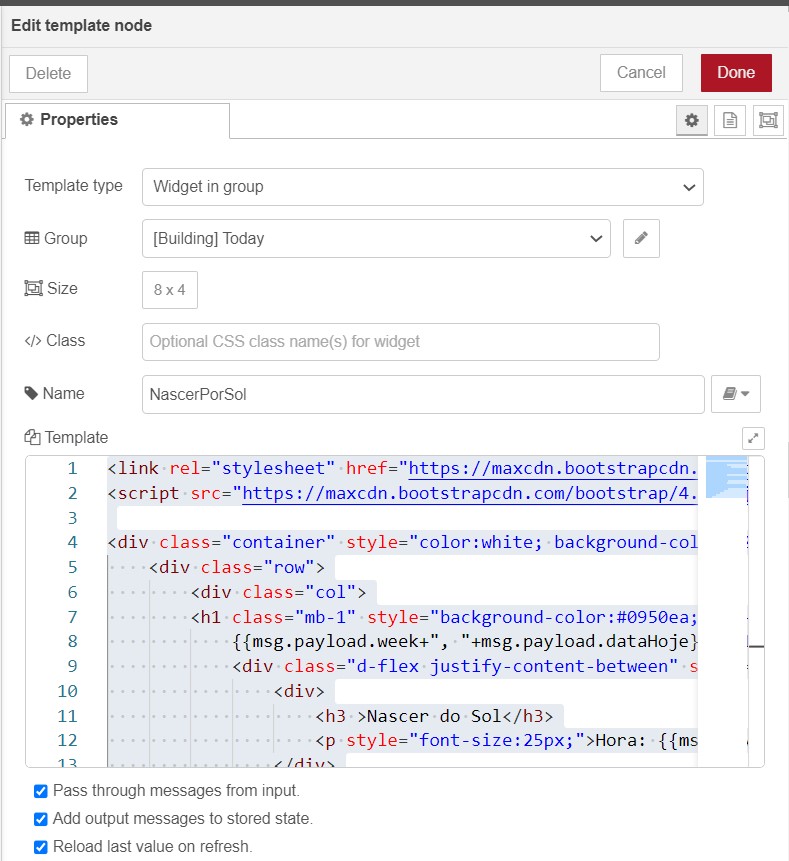 Edit template node
Delete
Cancel
Done
Properties
Template type
Widget in group
Group
[Building] Today
Size
8 x 4
</> Class
Optional CSS class name(s) for widget
Name
NascerPorSol
Template
1 <link rel="stylesheet" href="https://maxcdn.bootstrapcdn.
2 <script src="https://maxcdn.bootstrapcdn.com/bootstrap/4.
3
4 <div class="container" style="color:white; background-col
5 <div class="row">
6 <div class="col">
7 <h1 class="mb-1" style="background-color:#0950ea;
8 {{msg.payload.week+", "+msg.payload.dataHoje}
9 <div class="d-flex justify-content-between" s
10 <div>
11 <h3 >Nascer do Sol</h3>
12 <p style="font-size:25px;">Hora: {{ms
13 </div>
Pass through messages from input.
Add output messages to stored state.
Reload last value on refresh.